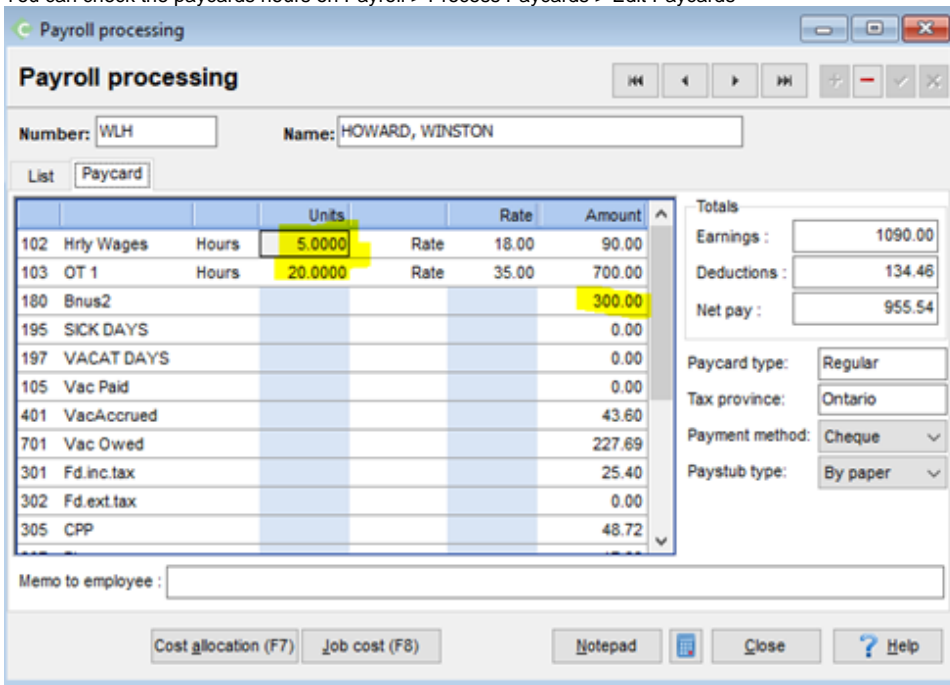 You can check the paycards hours on Payroll > Process Paycards > Edit Paycards
Payroll processing
Payroll processing
Number: WLH Name: HOWARD, WINSTON
List Paycard
Units Rate Amount
102 Hrly Wages Hours 5.0000 Rate 18.00 90.00
103 OT 1 Hours 20.0000 Rate 35.00 700.00
180 Bnus2 300.00
195 SICK DAYS 0.00
197 VACAT DAYS 0.00
105 Vac Paid 0.00
401 VacAccrued 43.60
701 Vac Owed 227.69
301 Fd.inc.tax 25.40
302 Fd.ext.tax 0.00
305 CPP 48.72
Totals
Earnings : 1090.00
Deductions : 134.46
Net pay : 955.54
Paycard type: Regular
Tax province: Ontario
Payment method: Cheque
Paystub type: By paper
Memo to employee :
Cost allocation (F7) Job cost (F8) Notepad Close ? Help